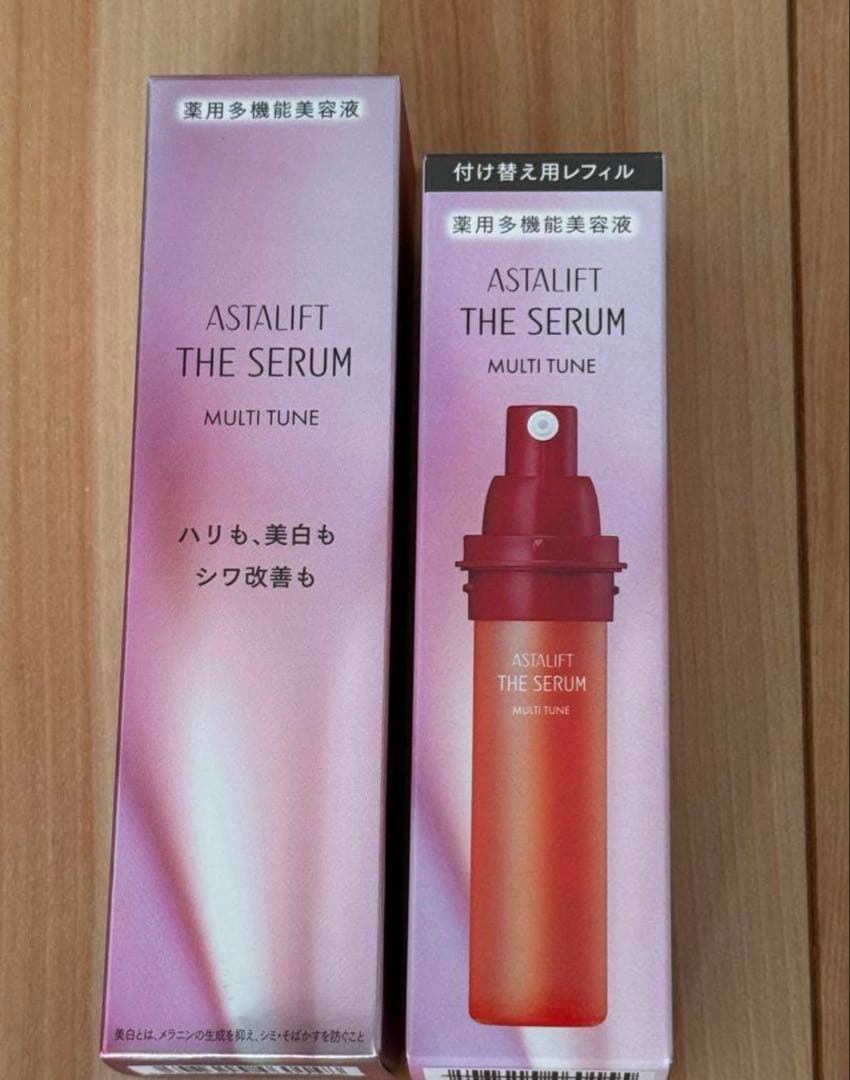 薬用多機能美容液
ASTALIFT
THE SERUM
MULTI TUNE
ハリも、美白も
シワ改善も
美白とは、メラニンの生成を抑え、シミ・そばかすを防ぐこと
付け替え用レフィル
薬用多機能美容液
ASTALIFT
THE SERUM
MULTI TUNE
ASTALIFT
THE SERUM
MULTI TUNE